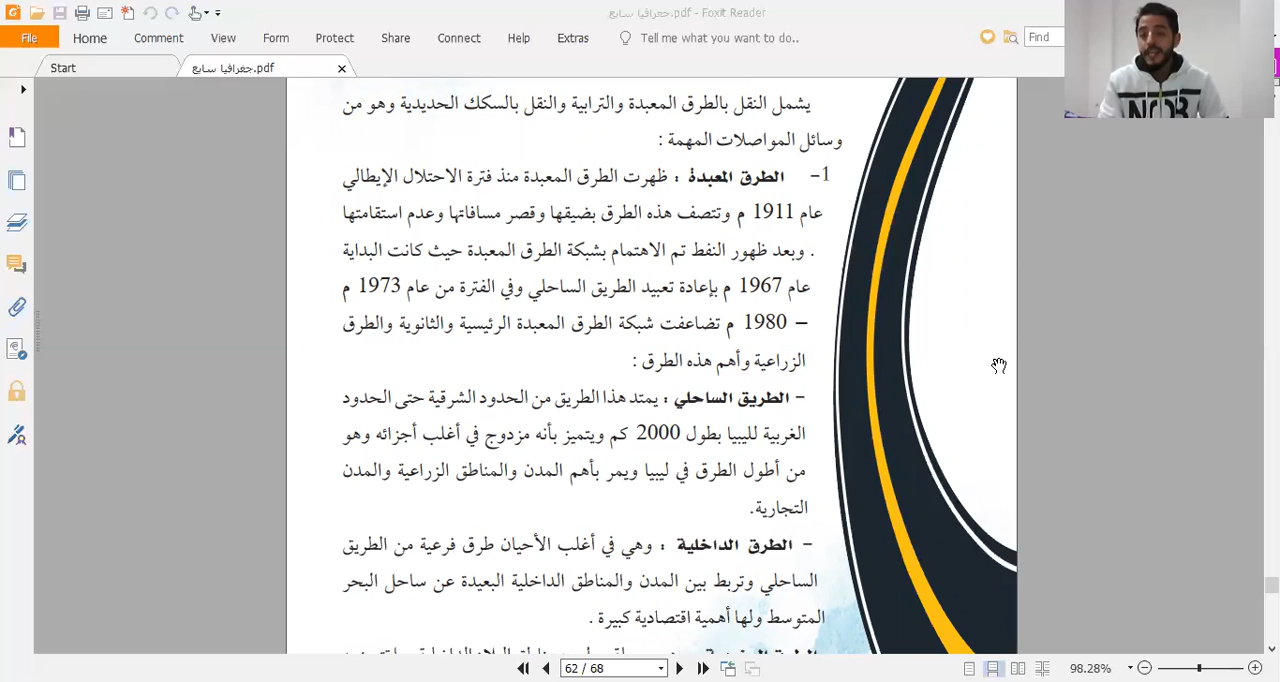 جغرافيا سابع.pdf - Foxit Reader
File Home Comment View Form Protect Share Connect Help Extras Tell me what you want to do.. Find
Start جغرافيا سابع.pdf
يشمل النقل بالطرق المعبدة والترابية والنقل بالسكك الحديدية وهو من
وسائل المواصلات المهمة :
1- الطرق المعبدة : ظهرت الطرق المعبدة منذ فترة الاحتلال الإيطالي
عام 1911 م وتتصف هذه الطرق بضيقها وقصر مسافاتها وعدم استقامتها
. وبعد ظهور النفط تم الاهتمام بشبكة الطرق المعبدة حيث كانت البداية
عام 1967 م بإعادة تعبيد الطريق الساحلي وفي الفترة من عام 1973 م
– 1980 م تضاعفت شبكة الطرق المعبدة الرئيسية والثانوية والطرق
الزراعية وأهم هذه الطرق :
- الطريق الساحلي : يمتد هذا الطريق من الحدود الشرقية حتى الحدود
الغربية لليبيا بطول 2000 كم ويتميز بأنه مزدوج في أغلب أجزائه وهو
من أطول الطرق في ليبيا ويمر بأهم المدن والمناطق الزراعية والمدن
التجارية.
- الطرق الداخلية : وهي في أغلب الأحيان طرق فرعية من الطريق
الساحلي وتربط بين المدن والمناطق الداخلية البعيدة عن ساحل البحر
المتوسط ولها أهمية اقتصادية كبيرة .
62 / 68 98.28%